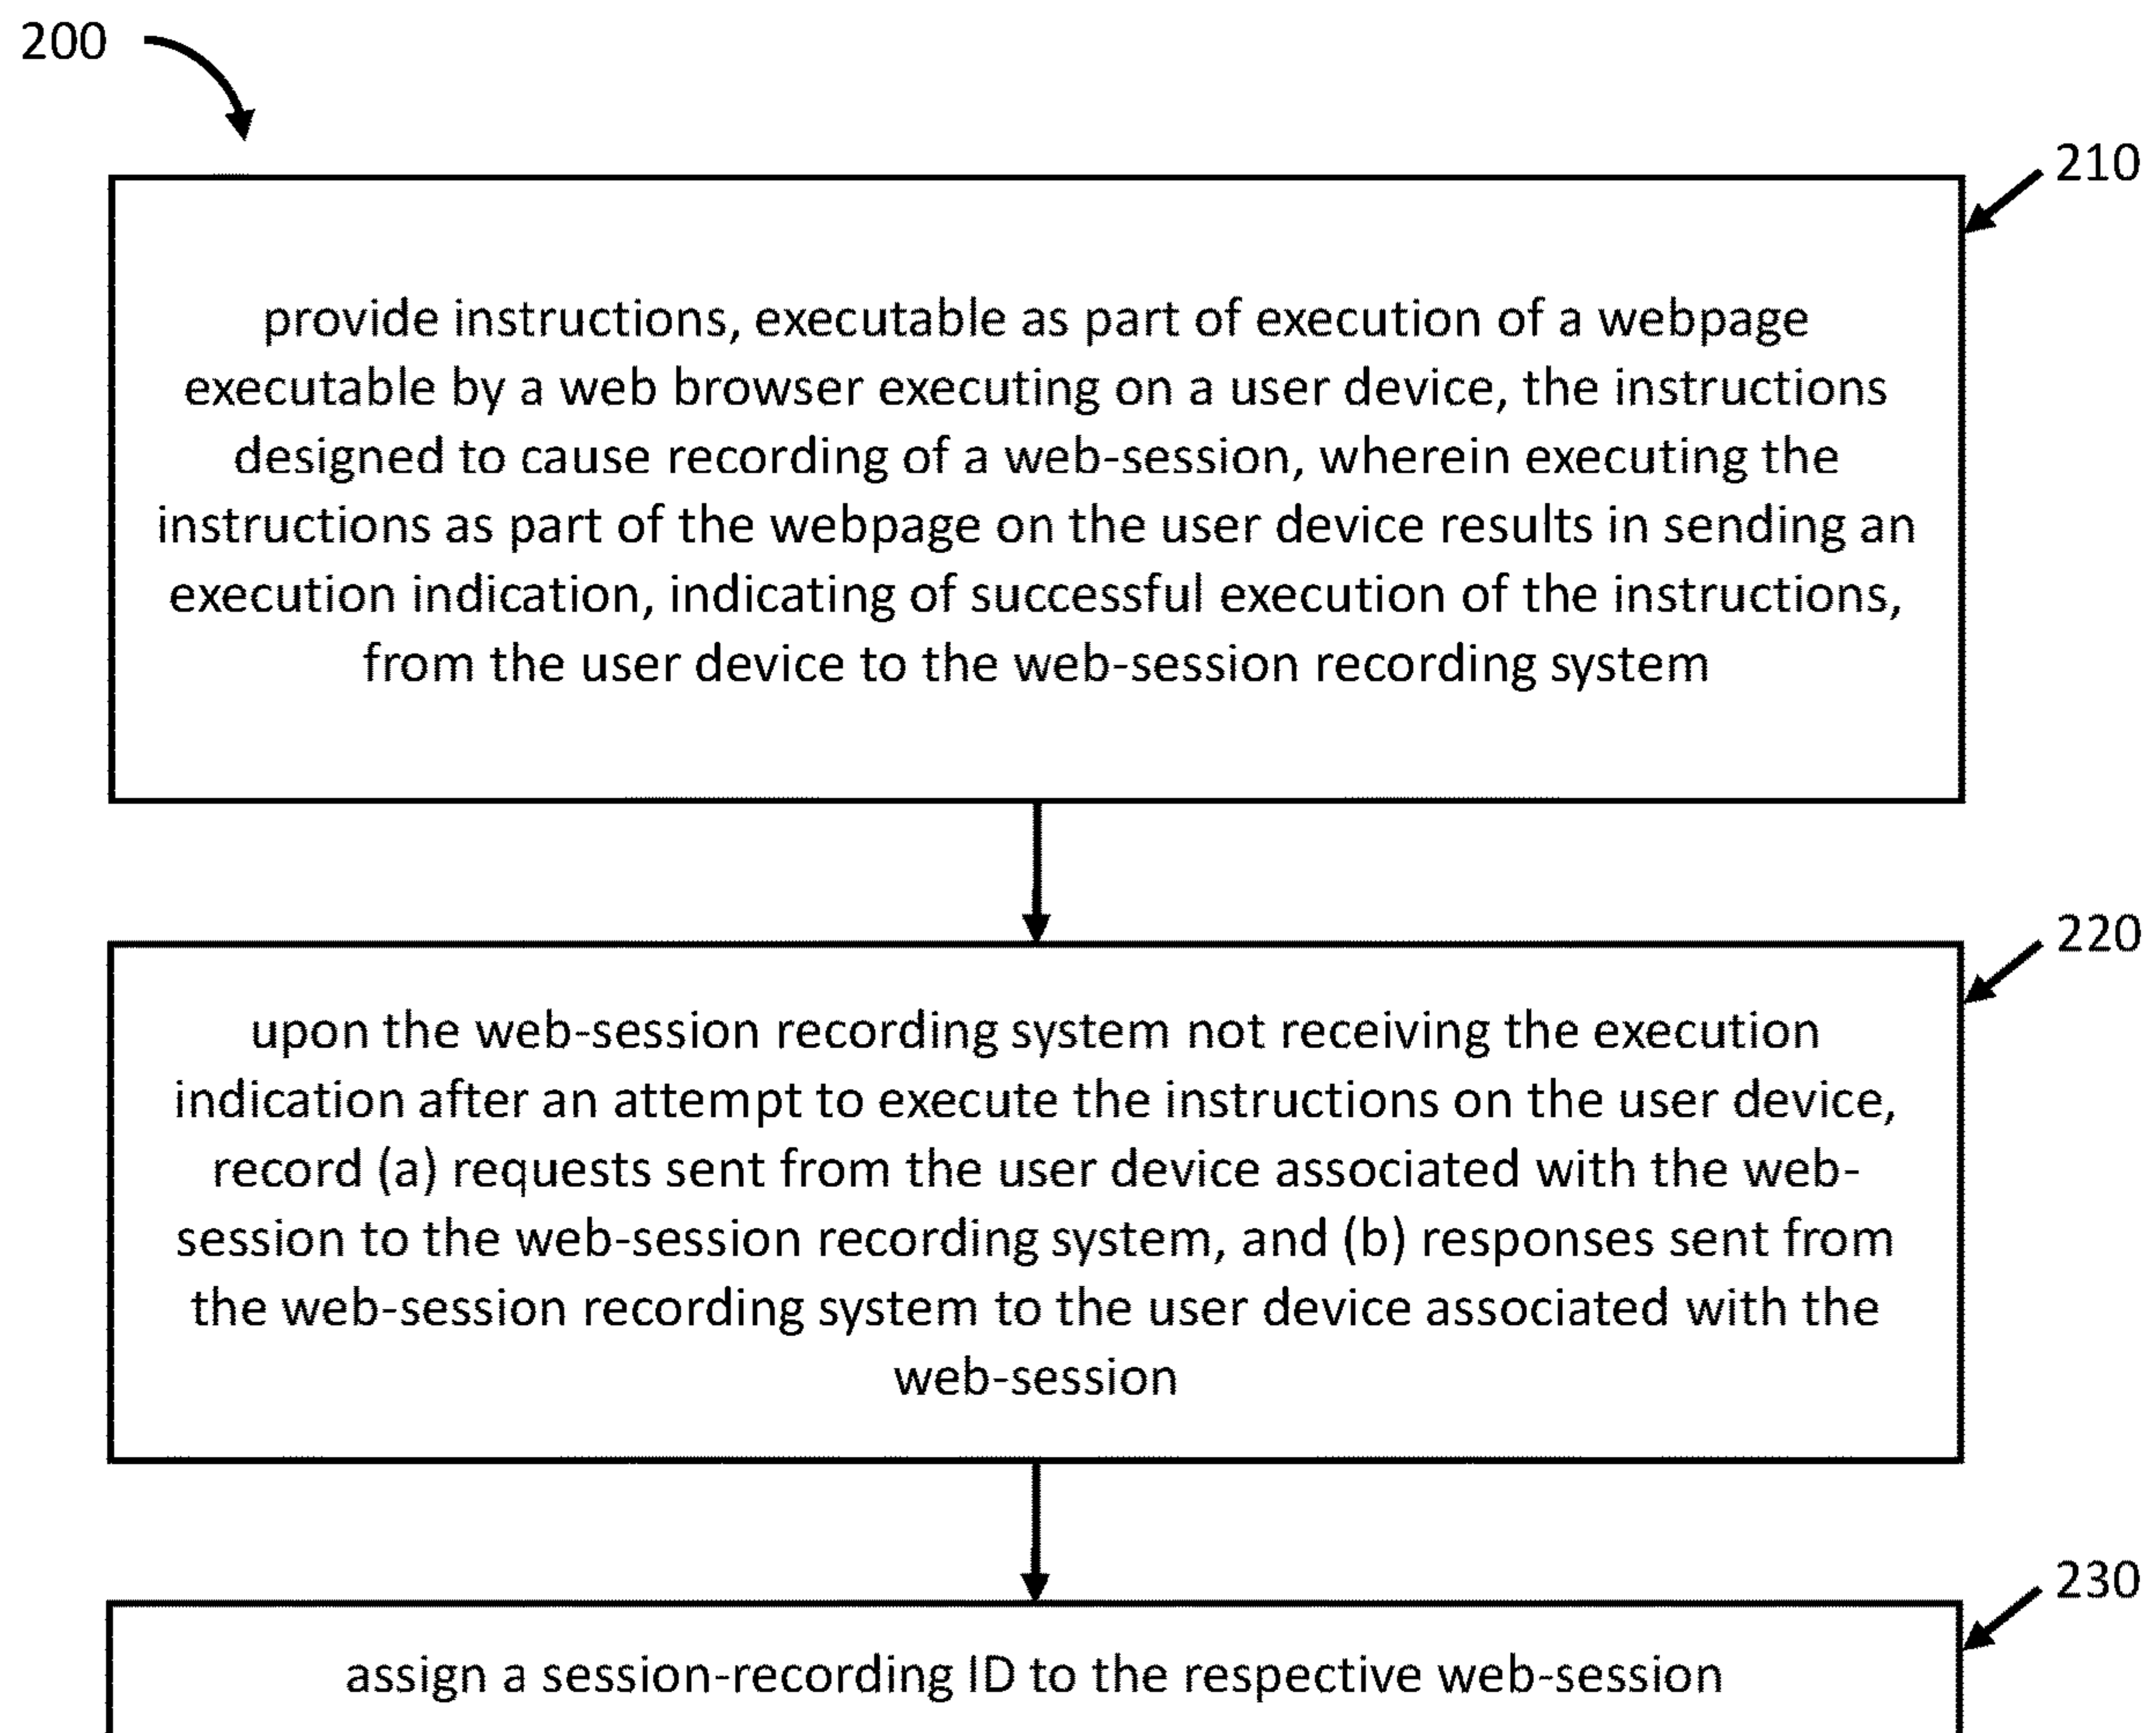 200
210
provide instructions, executable as part of execution of a webpage
executable by a web browser executing on a user device, the instructions
designed to cause recording of a web-session, wherein executing the
instructions as part of the webpage on the user device results in sending an
execution indication, indicating of successful execution of the instructions,
from the user device to the web-session recording system
220
upon the web-session recording system not receiving the execution
indication after an attempt to execute the instructions on the user device,
record (a) requests sent from the user device associated with the web-
session to the web-session recording system, and (b) responses sent from
the web-session recording system to the user device associated with the
web-session
230
assign a session-recording ID to the respective web-session